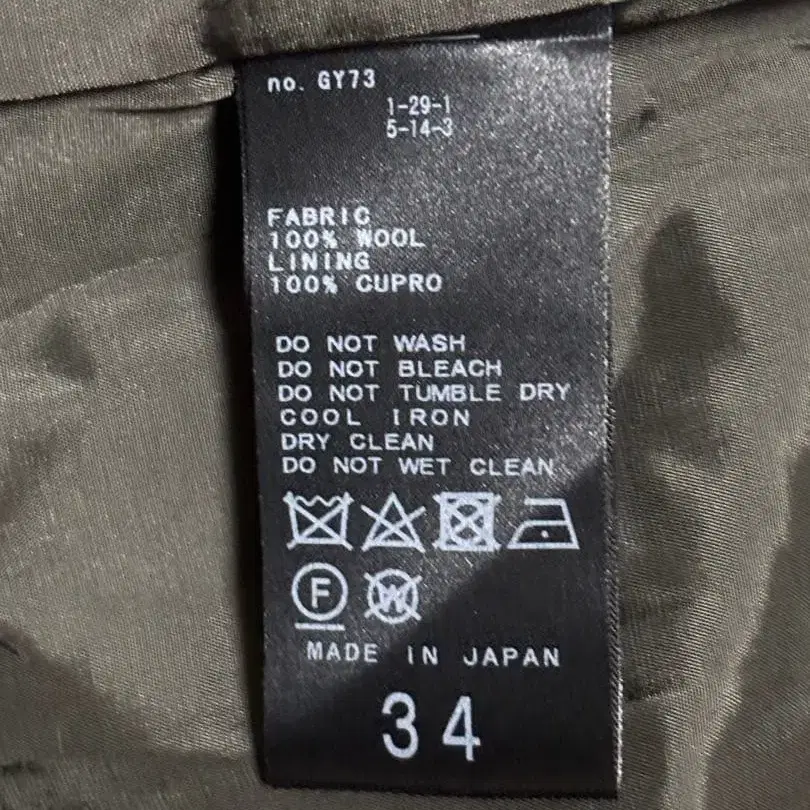 no. GY73
1-29-1
5-14-3
FABRIC
100% WOOL
LINING
100% CUPRO
DO NOT WASH
DO NOT BLEACH
DO NOT TUMBLE DRY
COOL IRON
DRY CLEAN
DO NOT WET CLEAN
F W
MADE IN JAPAN
34